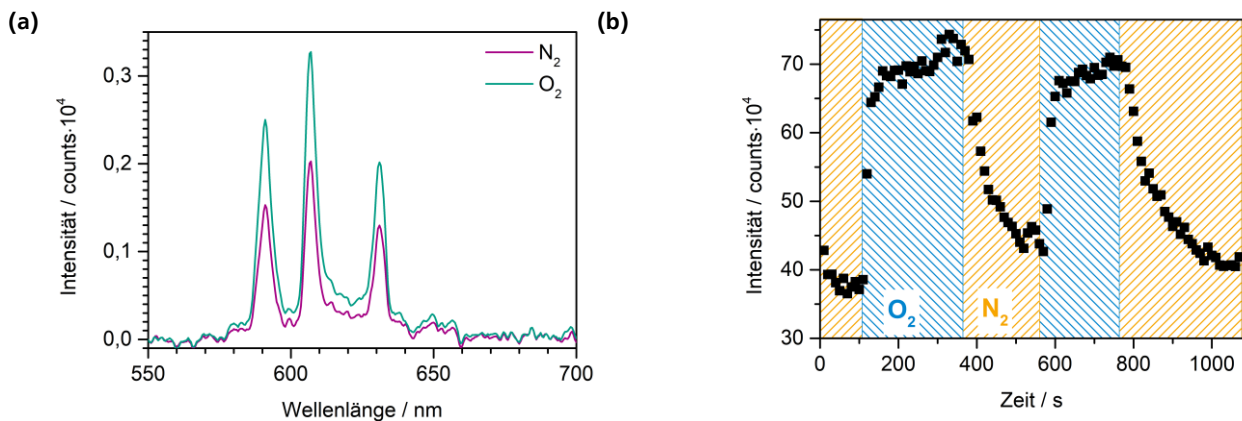 (a)
Intensität / counts·10⁴
0,3
0,2
0,1
0,0
N₂
O₂
550
600
650
700
Wellenlänge / nm
(b)
Intensität / counts·10⁴
70
60
50
40
30
O₂
N₂
0
200
400
600
800
1000
Zeit / s